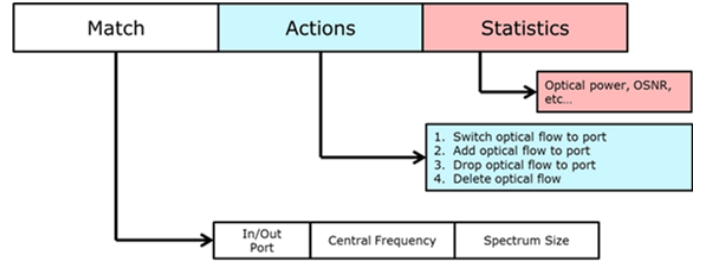 Match Actions Statistics
Optical power, OSNR,
etc...
1. Switch optical flow to port
2. Add optical flow to port
3. Drop optical flow to port
4. Delete optical flow
In/Out
Port
Central Frequency
Spectrum Size